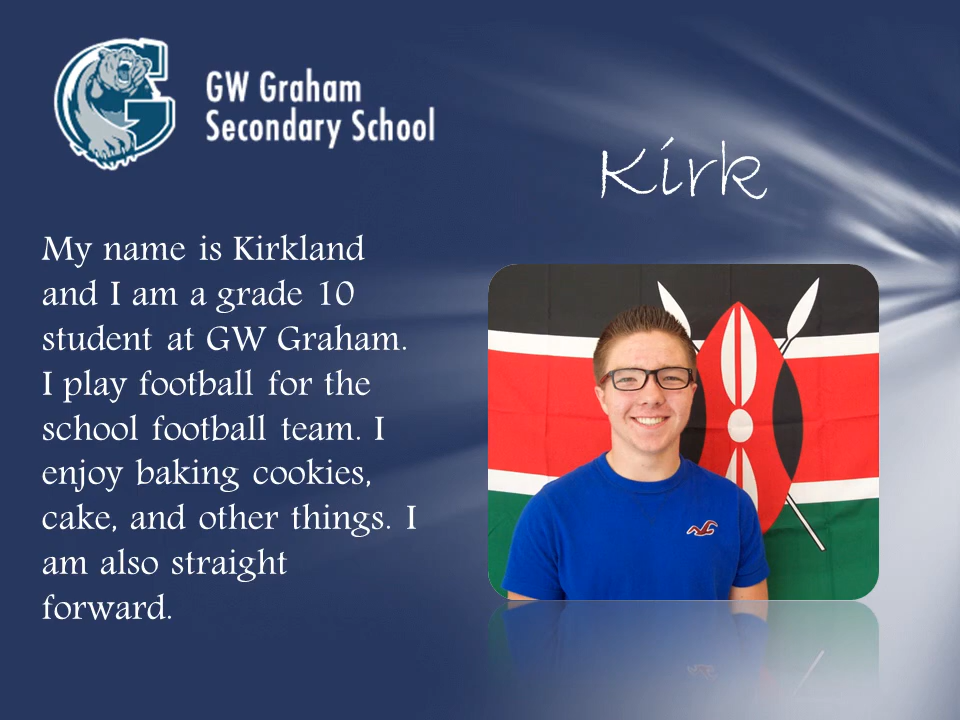 GW Graham
Secondary School
Kirk
My name is Kirkland
and I am a grade 10
student at GW Graham.
I play football for the
school football team. I
enjoy baking cookies,
cake, and other things. I
am also straight
forward.